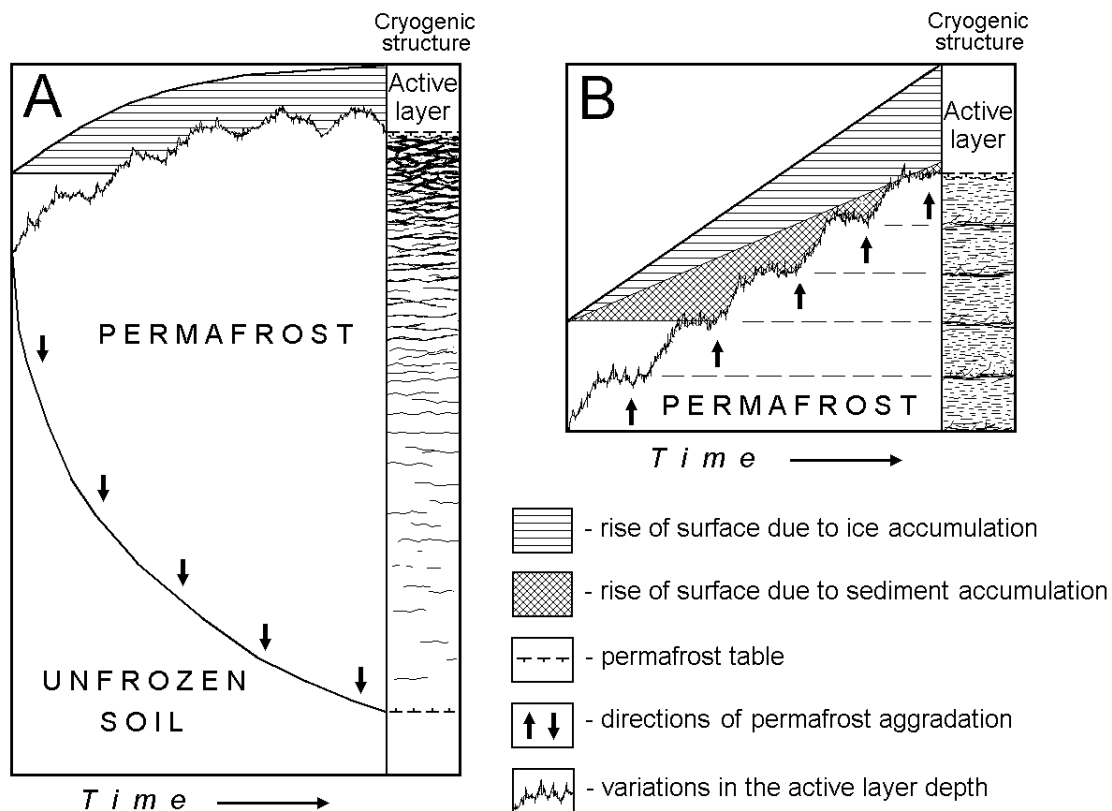 Cryogenic
structure
A
Active
layer
PERMAFROST
UNFROZEN
SOIL
Time
Cryogenic
structure
B
Active
layer
PERMAFROST
Time
- rise of surface due to ice accumulation
- rise of surface due to sediment accumulation
- permafrost table
- directions of permafrost aggradation
- variations in the active layer depth